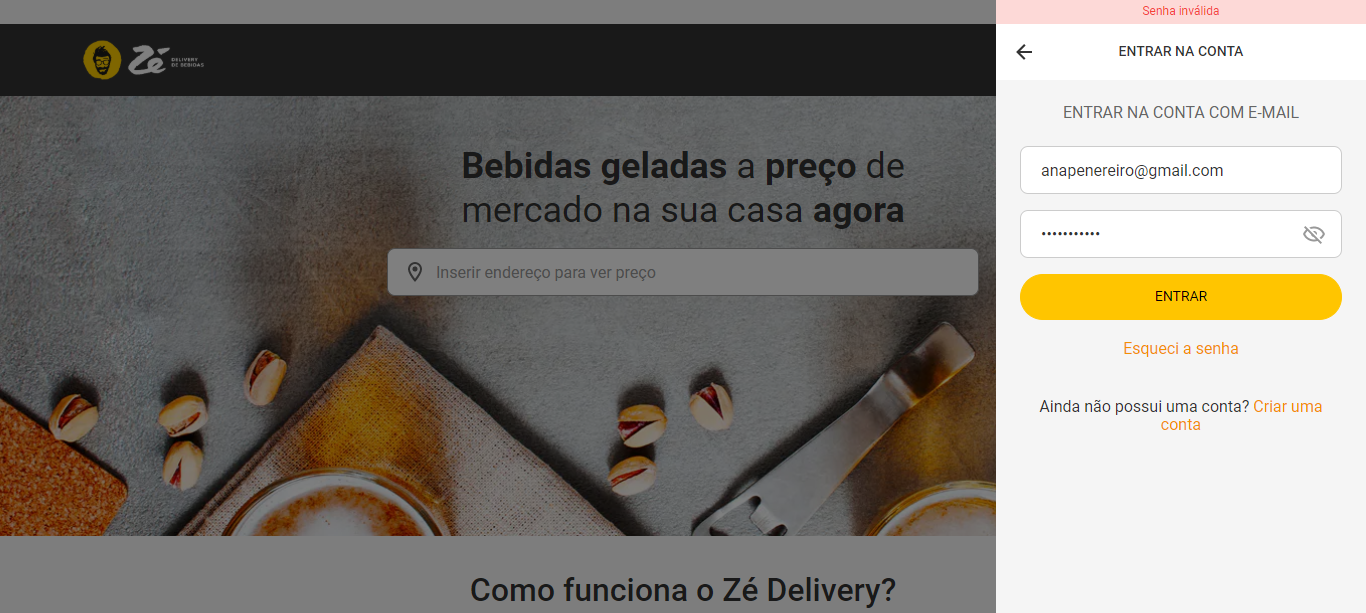 Zé DELIVERY
DE BEBIDAS
Bebidas geladas a preço de
mercado na sua casa agora
Inserir endereço para ver preço
Como funciona o Zé Delivery?
Senha inválida
ENTRAR NA CONTA
ENTRAR NA CONTA COM E-MAIL
anapenereiro@gmail.com
•••••••••••
ENTRAR
Esqueci a senha
Ainda não possui uma conta? Criar uma
conta